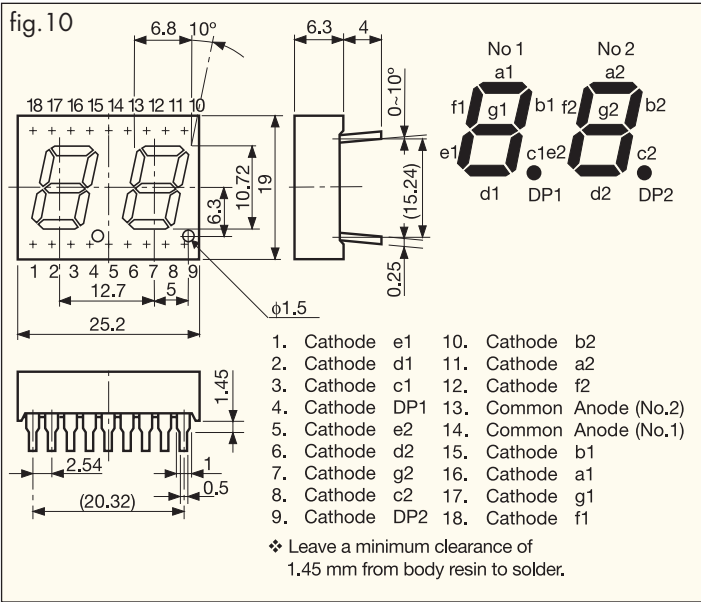 fig.10
6.8 10°
6.3 4
No 1 No 2
a1 a2
18 17 16 15 14 13 12 11 10
f1 g1 b1 f2 g2 b2
0~10°
e1 c1 e2 c2
10.72
19
6.3
(15.24)
d1 DP1 d2 DP2
1 2 3 4 5 6 7 8 9
0.25
12.7 5
ϕ1.5
25.2
1. Cathode e1 10. Cathode b2
2. Cathode d1 11. Cathode a2
3. Cathode c1 12. Cathode f2
4. Cathode DP1 13. Common Anode (No.2)
5. Cathode e2 14. Common Anode (No.1)
6. Cathode d2 15. Cathode b1
7. Cathode g2 16. Cathode a1
8. Cathode c2 17. Cathode g1
9. Cathode DP2 18. Cathode f1
1.45
2.54 1
0.5
(20.32)
❖ Leave a minimum clearance of
1.45 mm from body resin to solder.